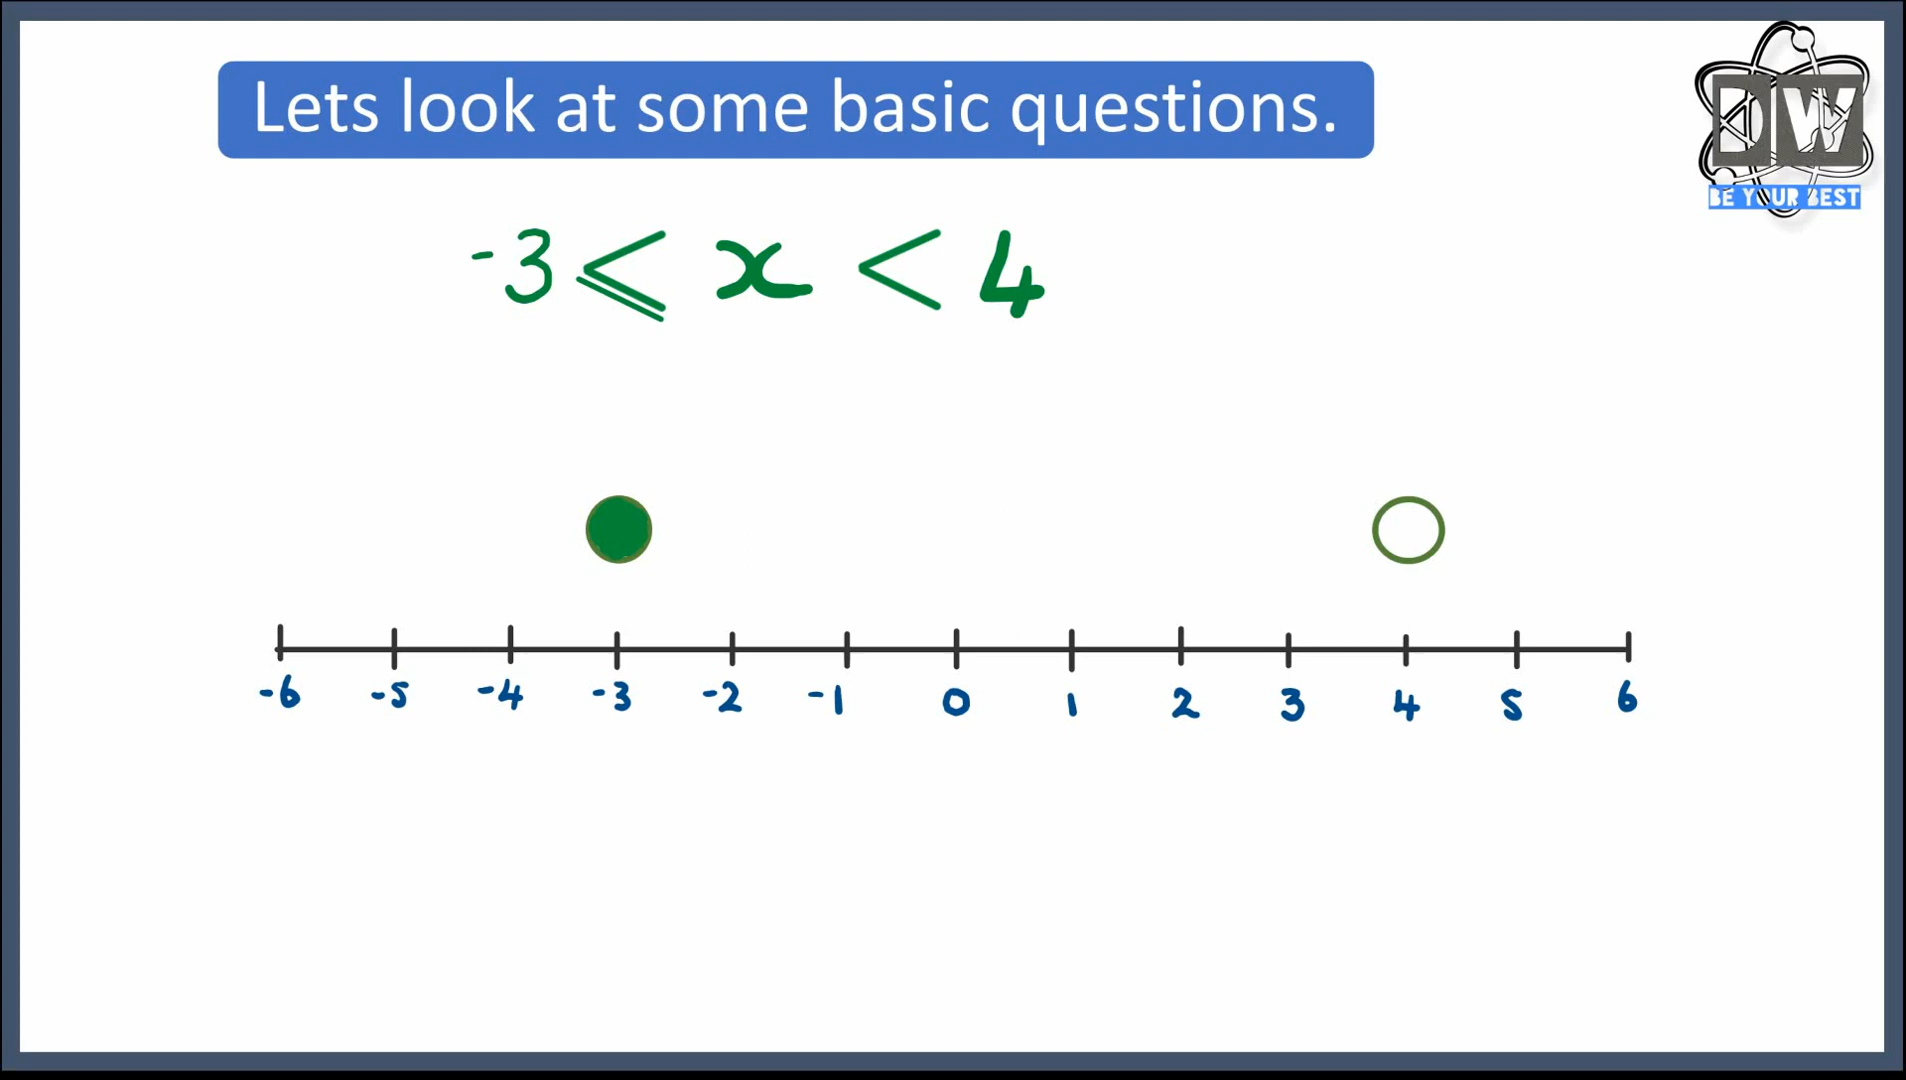 Lets look at some basic questions.
DW
BE YOUR BEST
-3 ⩽ x < 4
-6 -5 -4 -3 -2 -1 0 1 2 3 4 5 6